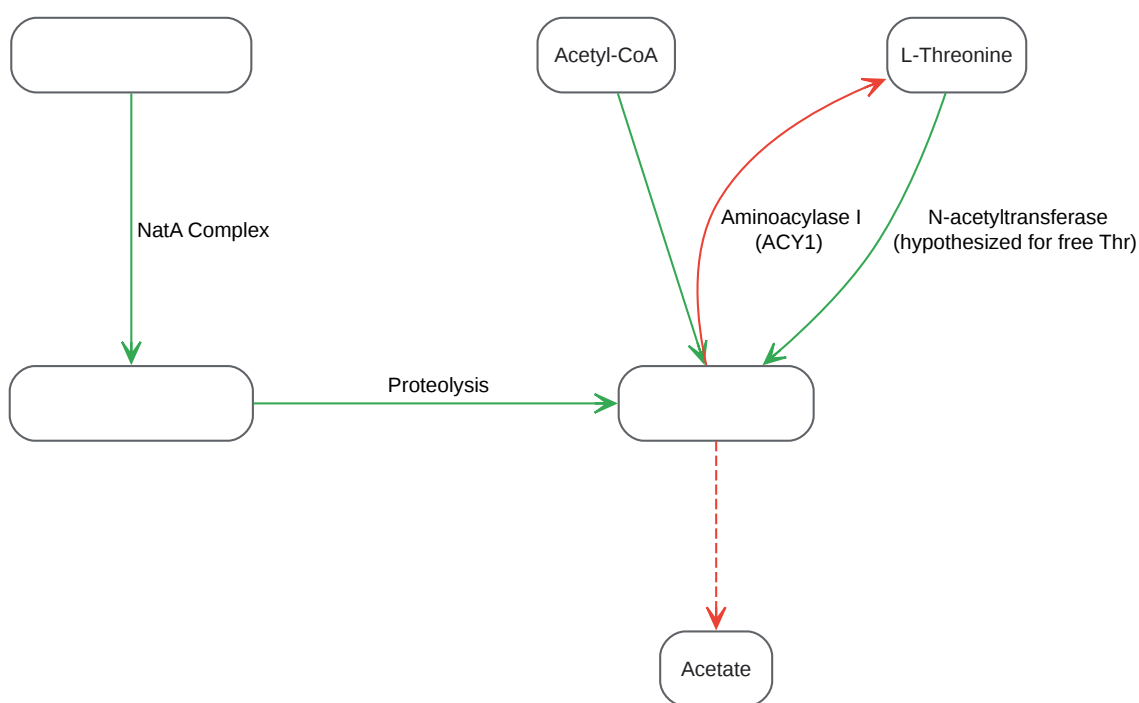 Acetyl-CoA
L-Threonine
NatA Complex
Aminoacylase I
(ACY1)
N-acetyltransferase
(hypothesized for free Thr)
Proteolysis
Acetate